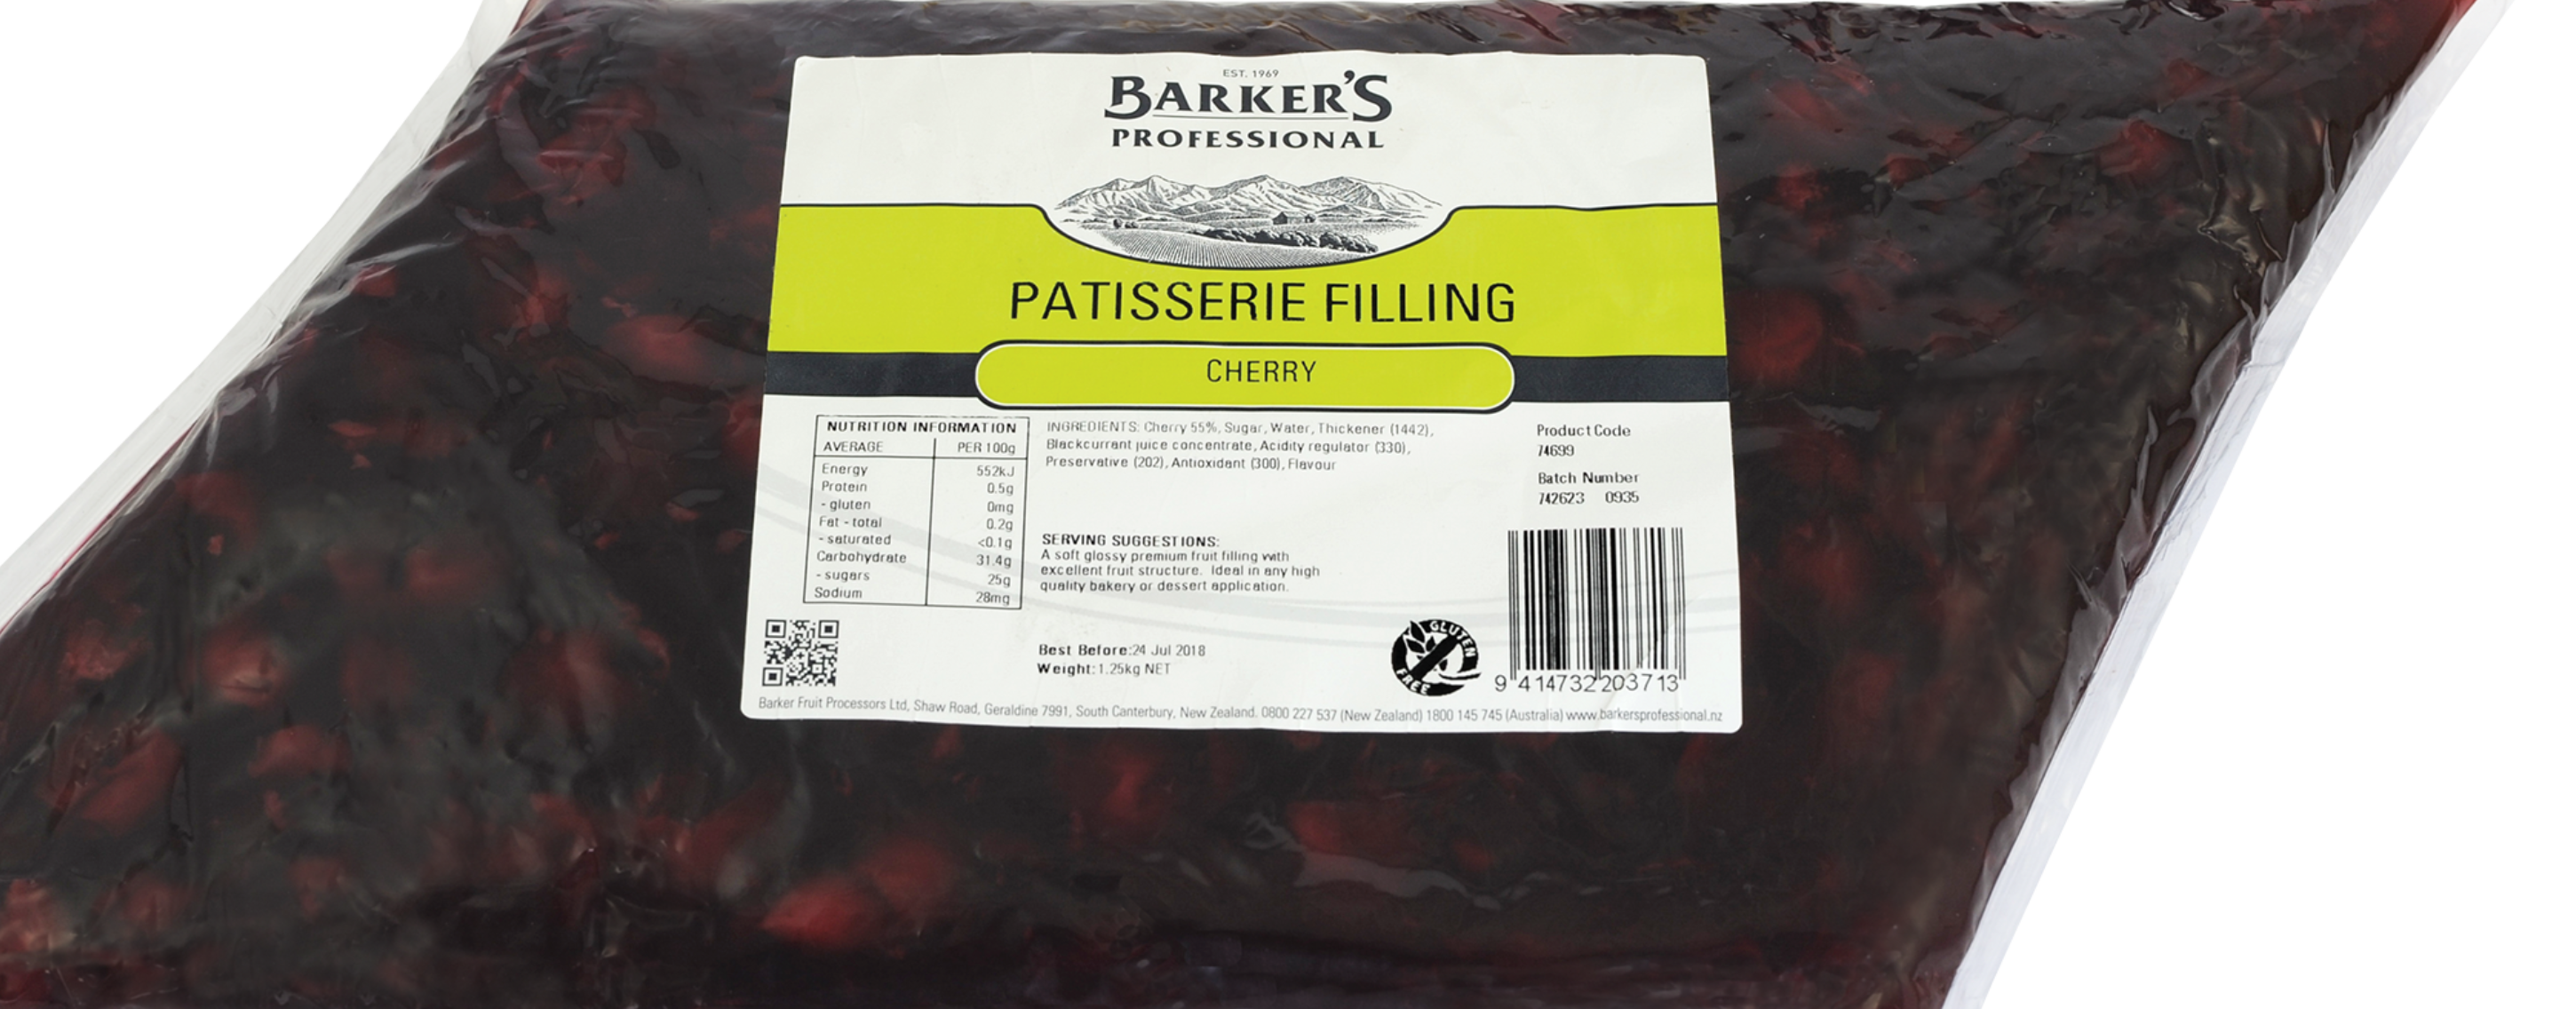 EST. 1969
BARKER'S
PROFESSIONAL
PATISSERIE FILLING
CHERRY
NUTRITION INFORMATION
AVERAGE PER 100g
Energy 552kJ
Protein 0.5g
- gluten 0mg
Fat - total 0.2g
- saturated <0.1g
Carbohydrate 31.4g
- sugars 25g
Sodium 28mg
INGREDIENTS: Cherry 55%, Sugar, Water, Thickener (1442),
Blackcurrant juice concentrate, Acidity regulator (330),
Preservative (202), Antioxidant (300), Flavour
SERVING SUGGESTIONS:
A soft glossy premium fruit filling with
excellent fruit structure. Ideal in any high
quality bakery or dessert application.
Best Before:24 Jul 2018
Weight:1.25kg NET
Product Code
74699
Batch Number
742623 0935
GLUTEN
FREE
9 414732 203713
Barker Fruit Processors Ltd, Shaw Road, Geraldine 7991, South Canterbury, New Zealand. 0800 227 537 (New Zealand) 1800 145 745 (Australia) www.barkersprofessional.nz